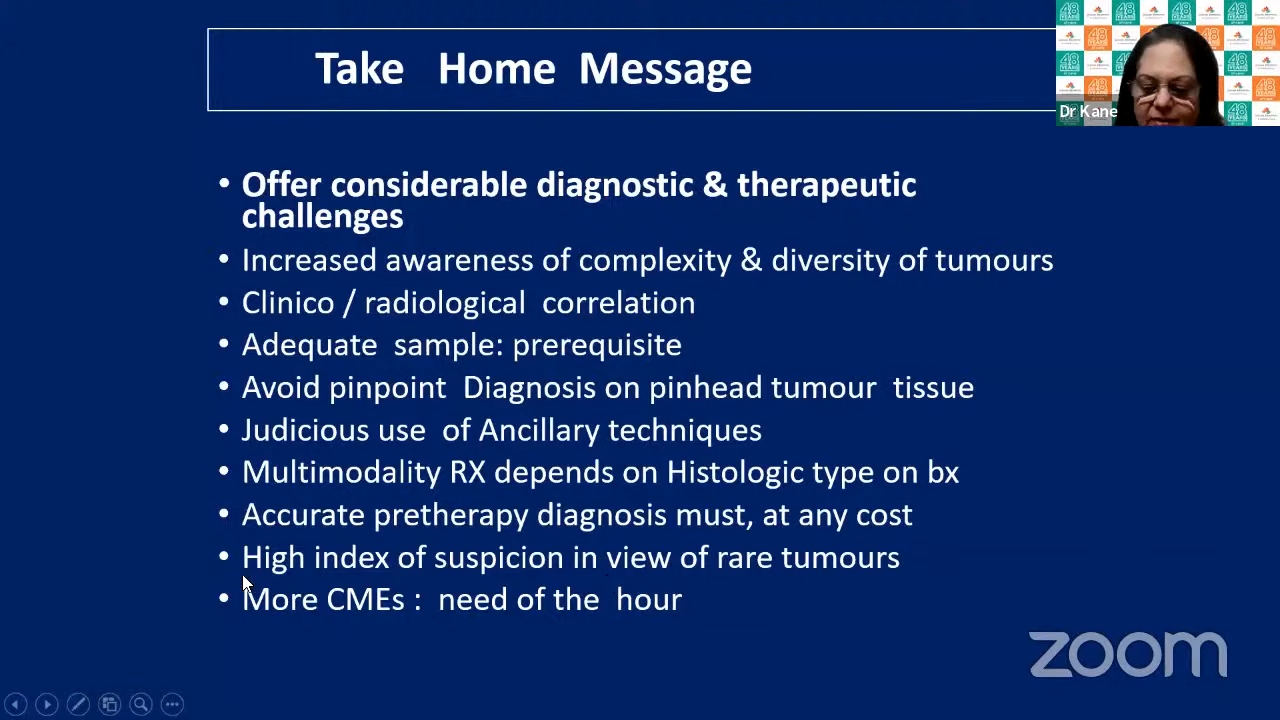 Take Home Message
48
YEARS
Dr Kane
• Offer considerable diagnostic & therapeutic
challenges
• Increased awareness of complexity & diversity of tumours
• Clinico / radiological correlation
• Adequate sample: prerequisite
• Avoid pinpoint Diagnosis on pinhead tumour tissue
• Judicious use of Ancillary techniques
• Multimodality RX depends on Histologic type on bx
• Accurate pretherapy diagnosis must, at any cost
• High index of suspicion in view of rare tumours
• More CMEs : need of the hour
zoom